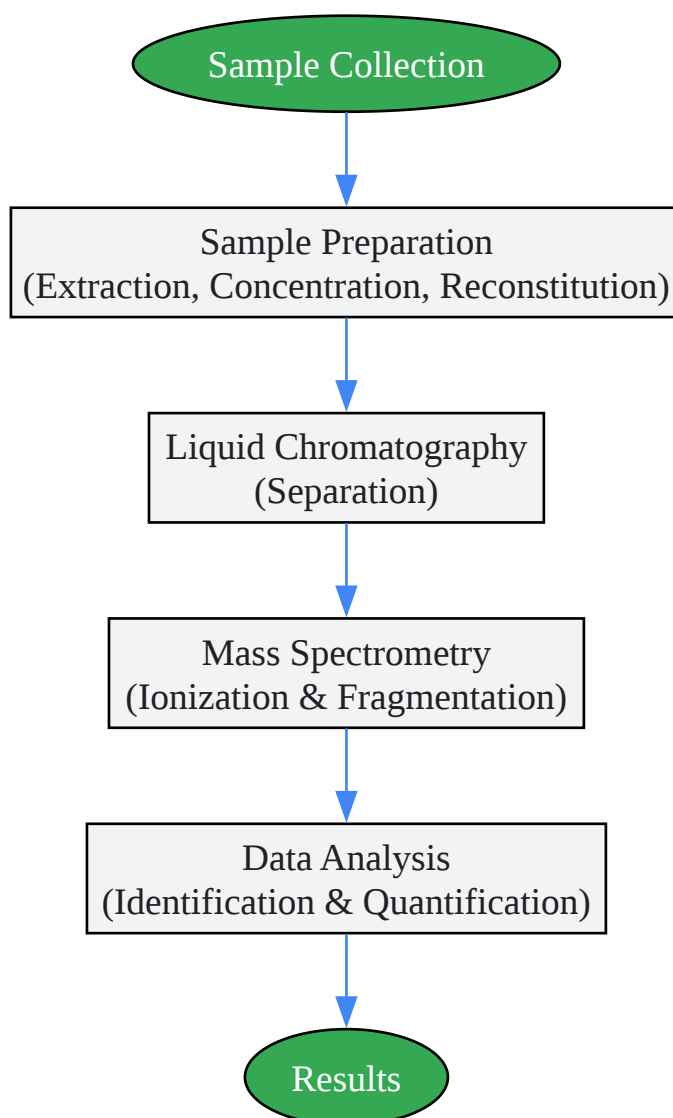 Sample Collection
Sample Preparation
(Extraction, Concentration, Reconstitution)
Liquid Chromatography
(Separation)
Mass Spectrometry
(Ionization & Fragmentation)
Data Analysis
(Identification & Quantification)
Results